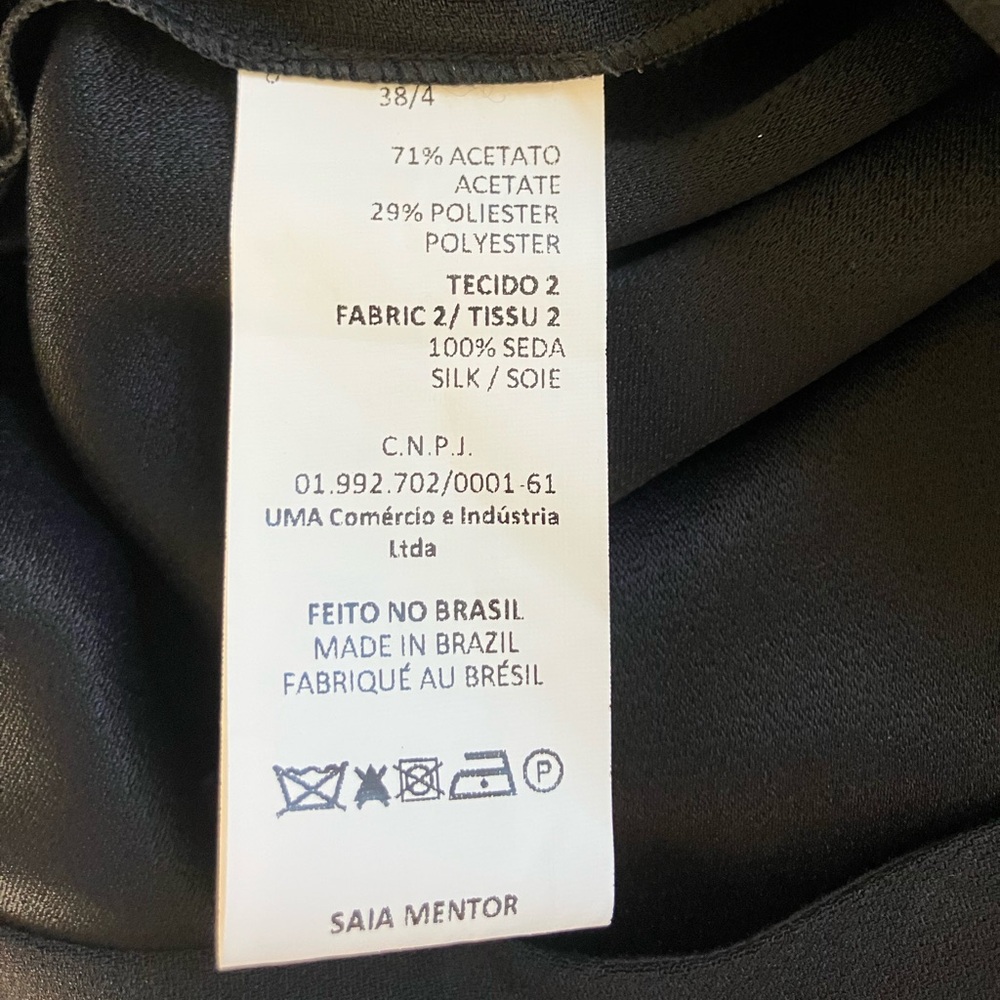 38/4
71% ACETATO
ACETATE
29% POLIESTER
POLYESTER
TECIDO 2
FABRIC 2/ TISSU 2
100% SEDA
SILK / SOIE
C.N.P.J.
01.992.702/0001-61
UMA Comércio e Indústria
Ltda
FEITO NO BRASIL
MADE IN BRAZIL
FABRIQUÉ AU BRÉSIL
P
SAIA MENTOR